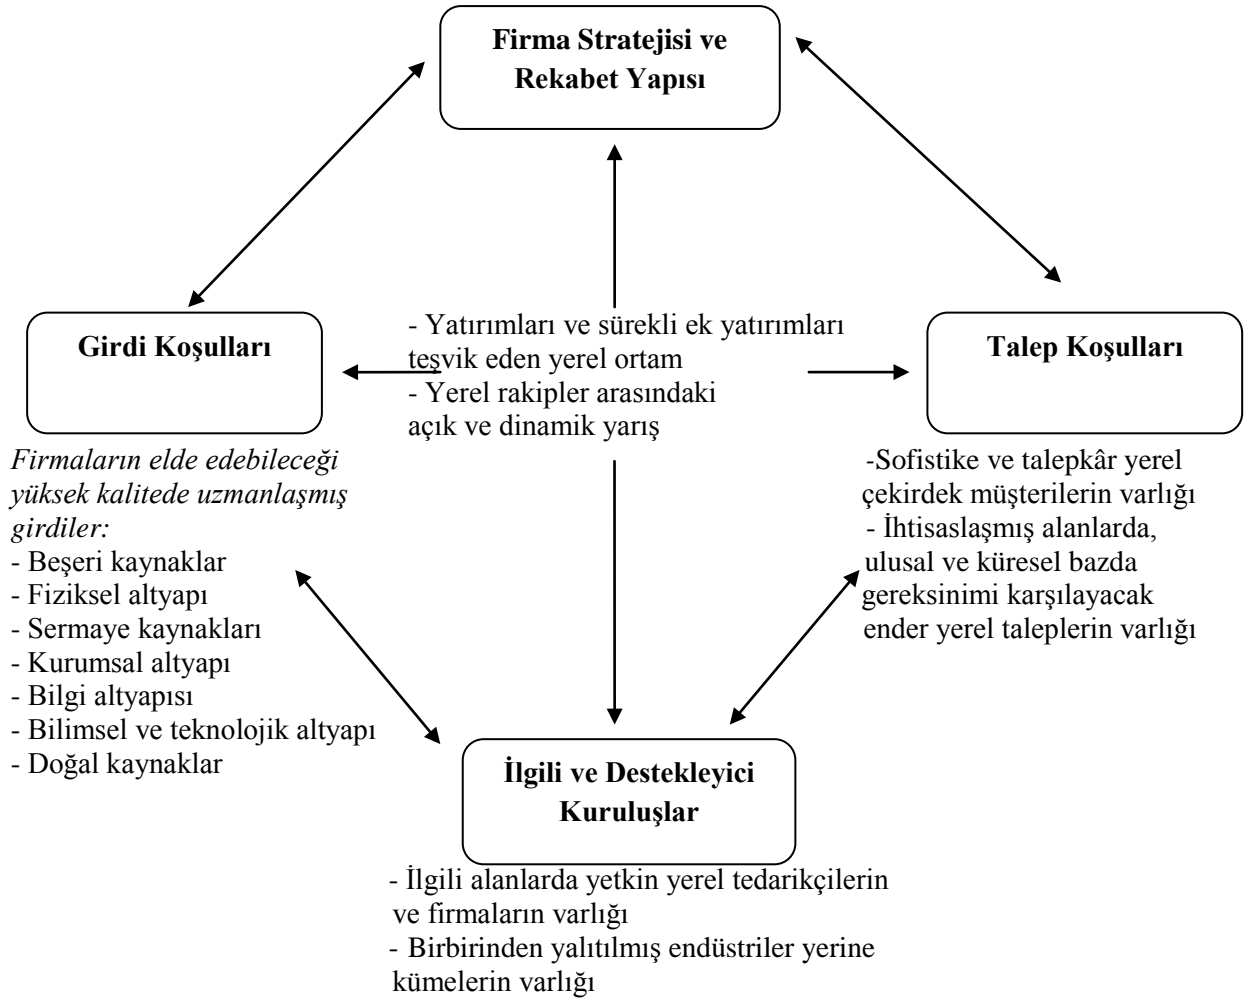 Firma Stratejisi ve
Rekabet Yapısı
Girdi Koşulları
- Yatırımları ve sürekli ek yatırımları
teşvik eden yerel ortam
- Yerel rakipler arasındaki
açık ve dinamik yarış
Talep Koşulları
Firmaların elde edebileceği
yüksek kalitede uzmanlaşmış
girdiler:
- Beşeri kaynaklar
- Fiziksel altyapı
- Sermaye kaynakları
- Kurumsal altyapı
- Bilgi altyapısı
- Bilimsel ve teknolojik altyapı
- Doğal kaynaklar
-Sofistike ve talepkâr yerel
çekirdek müşterilerin varlığı
- İhtisaslaşmış alanlarda,
ulusal ve küresel bazda
gereksinimi karşılayacak
ender yerel taleplerin varlığı
İlgili ve Destekleyici
Kuruluşlar
- İlgili alanlarda yetkin yerel tedarikçilerin
ve firmaların varlığı
- Birbirinden yalıtılmış endüstriler yerine
kümelerin varlığı